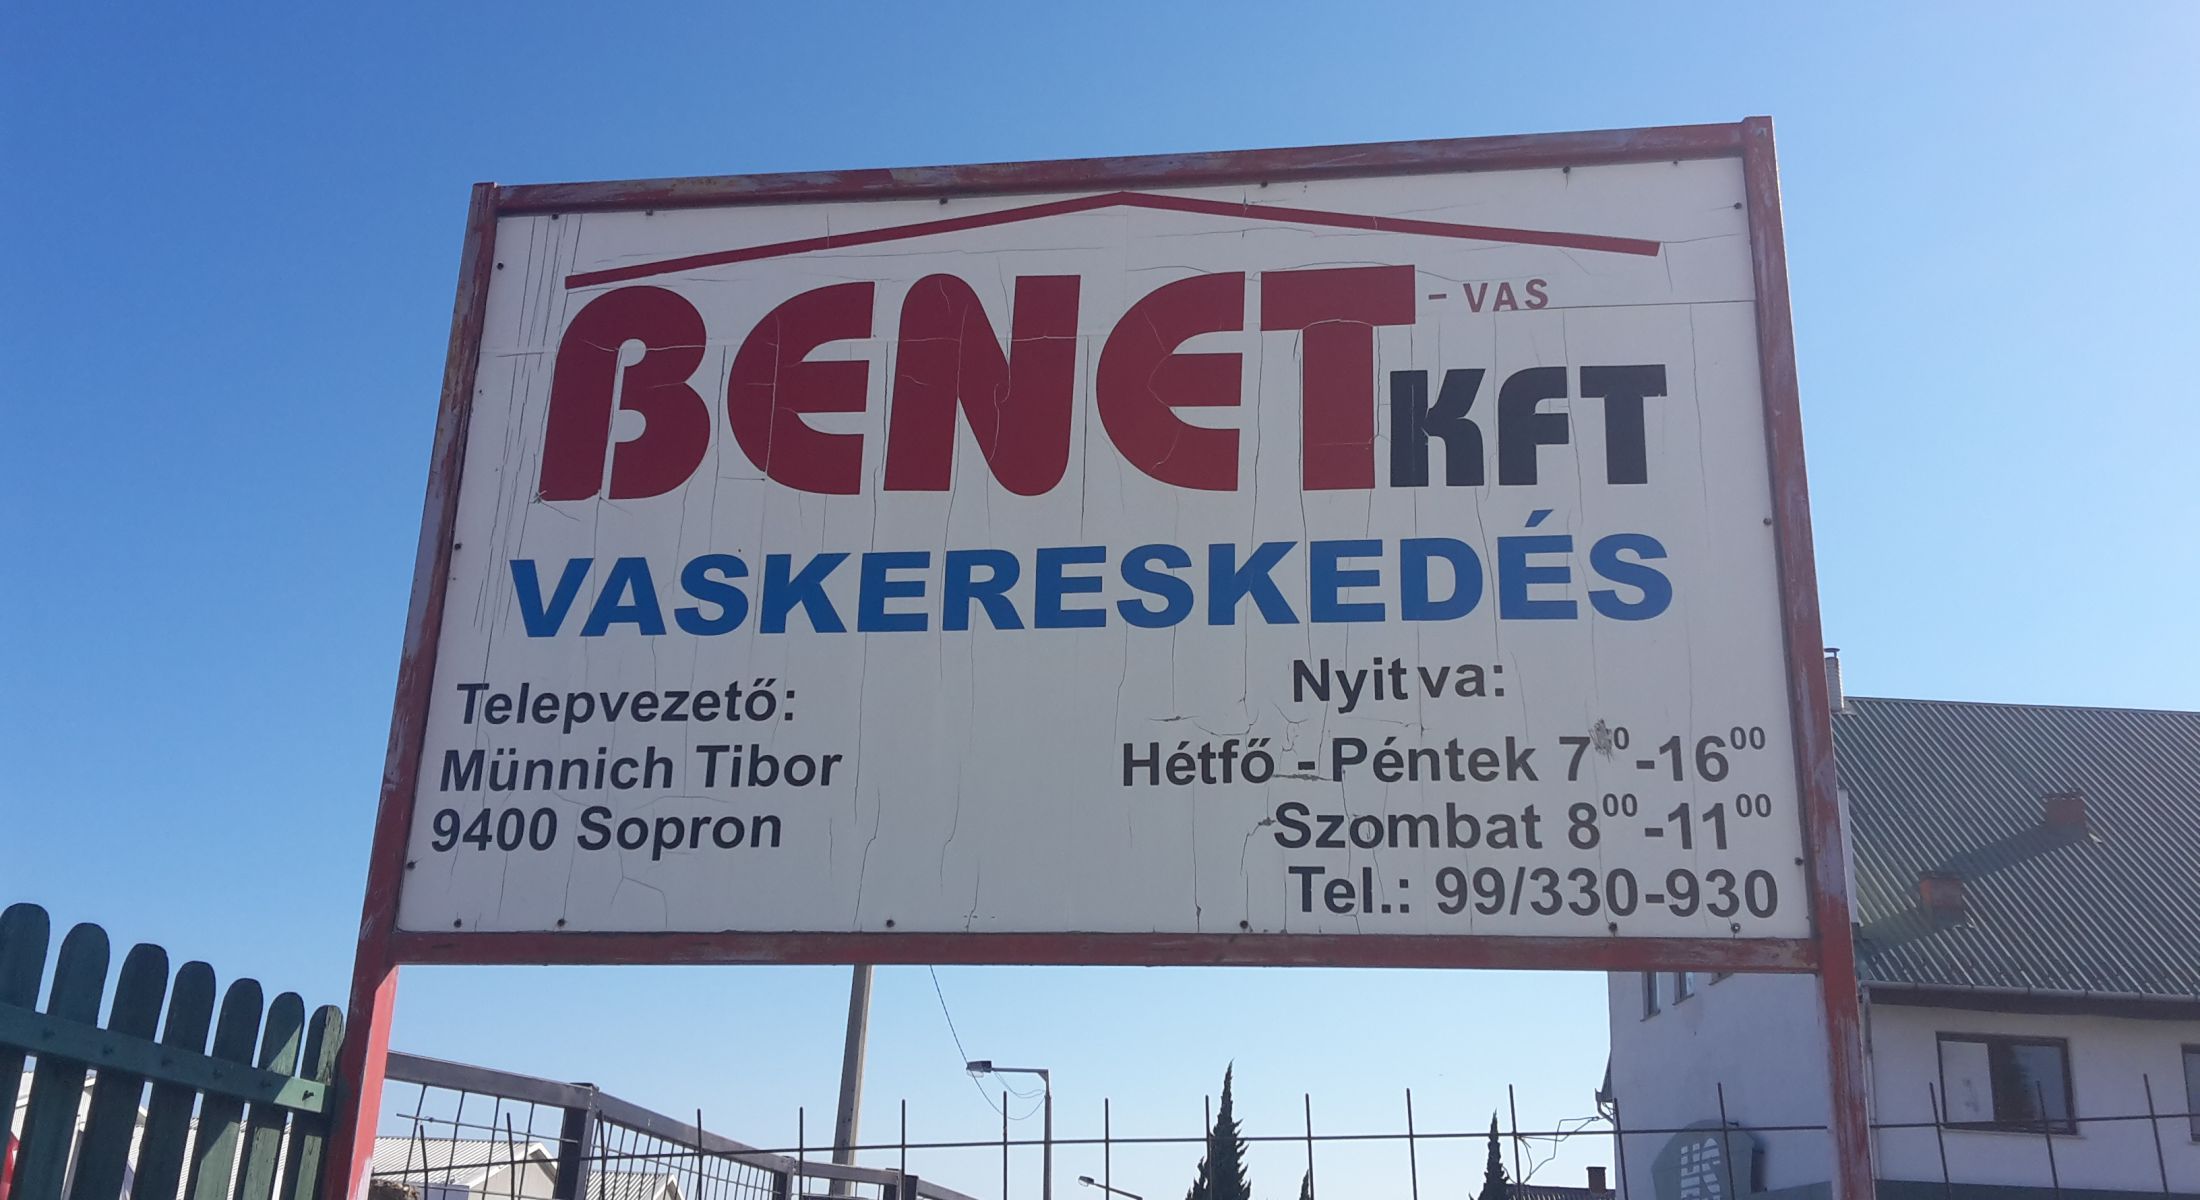 BENET - VAS
KFT
VASKERESKEDÉS
Telepvezető:
Münnich Tibor
9400 Sopron
Nyitva:
Hétfő - Péntek 7⁰⁰-16⁰⁰
Szombat 8⁰⁰-11⁰⁰
Tel.: 99/330-930